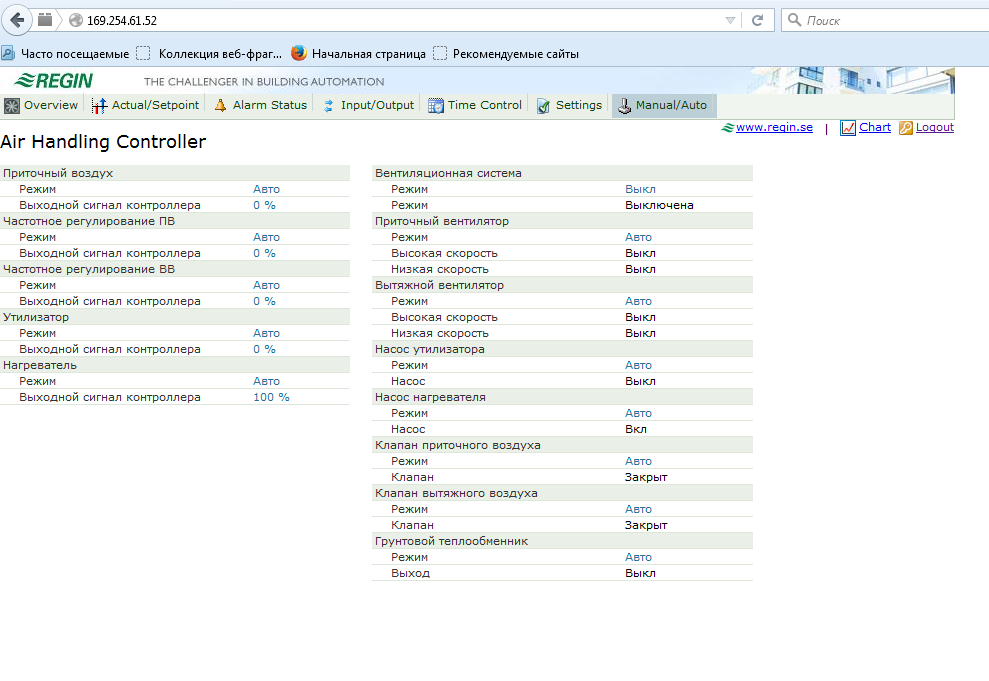 169.254.61.52
Поиск
Часто посещаемые Коллекция веб-фраг... Начальная страница Рекомендуемые сайты
REGIN THE CHALLENGER IN BUILDING AUTOMATION
Overview Actual/Setpoint Alarm Status Input/Output Time Control Settings Manual/Auto
www.regin.se | Chart Logout
Air Handling Controller
Приточный воздух
Режим Авто
Выходной сигнал контроллера 0 %
Частотное регулирование ПВ
Режим Авто
Выходной сигнал контроллера 0 %
Частотное регулирование ВВ
Режим Авто
Выходной сигнал контроллера 0 %
Утилизатор
Режим Авто
Выходной сигнал контроллера 0 %
Нагреватель
Режим Авто
Выходной сигнал контроллера 100 %
Вентиляционная система
Режим Выкл
Режим Выключена
Приточный вентилятор
Режим Авто
Высокая скорость Выкл
Низкая скорость Выкл
Вытяжной вентилятор
Режим Авто
Высокая скорость Выкл
Низкая скорость Выкл
Насос утилизатора
Режим Авто
Насос Выкл
Насос нагревателя
Режим Авто
Насос Вкл
Клапан приточного воздуха
Режим Авто
Клапан Закрыт
Клапан вытяжного воздуха
Режим Авто
Клапан Закрыт
Грунтовой теплообменник
Режим Авто
Выход Выкл